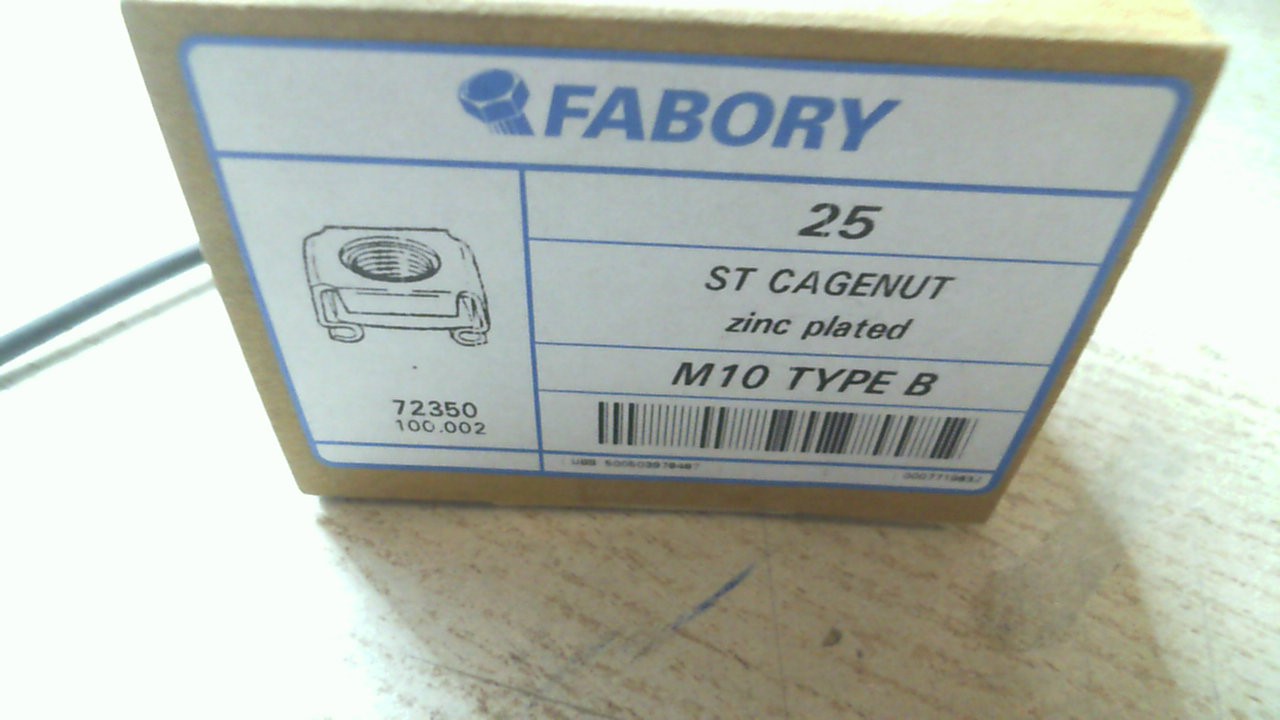 FABORY
25
ST CAGENUT
zinc plated
M10 TYPE B
72350
100.002